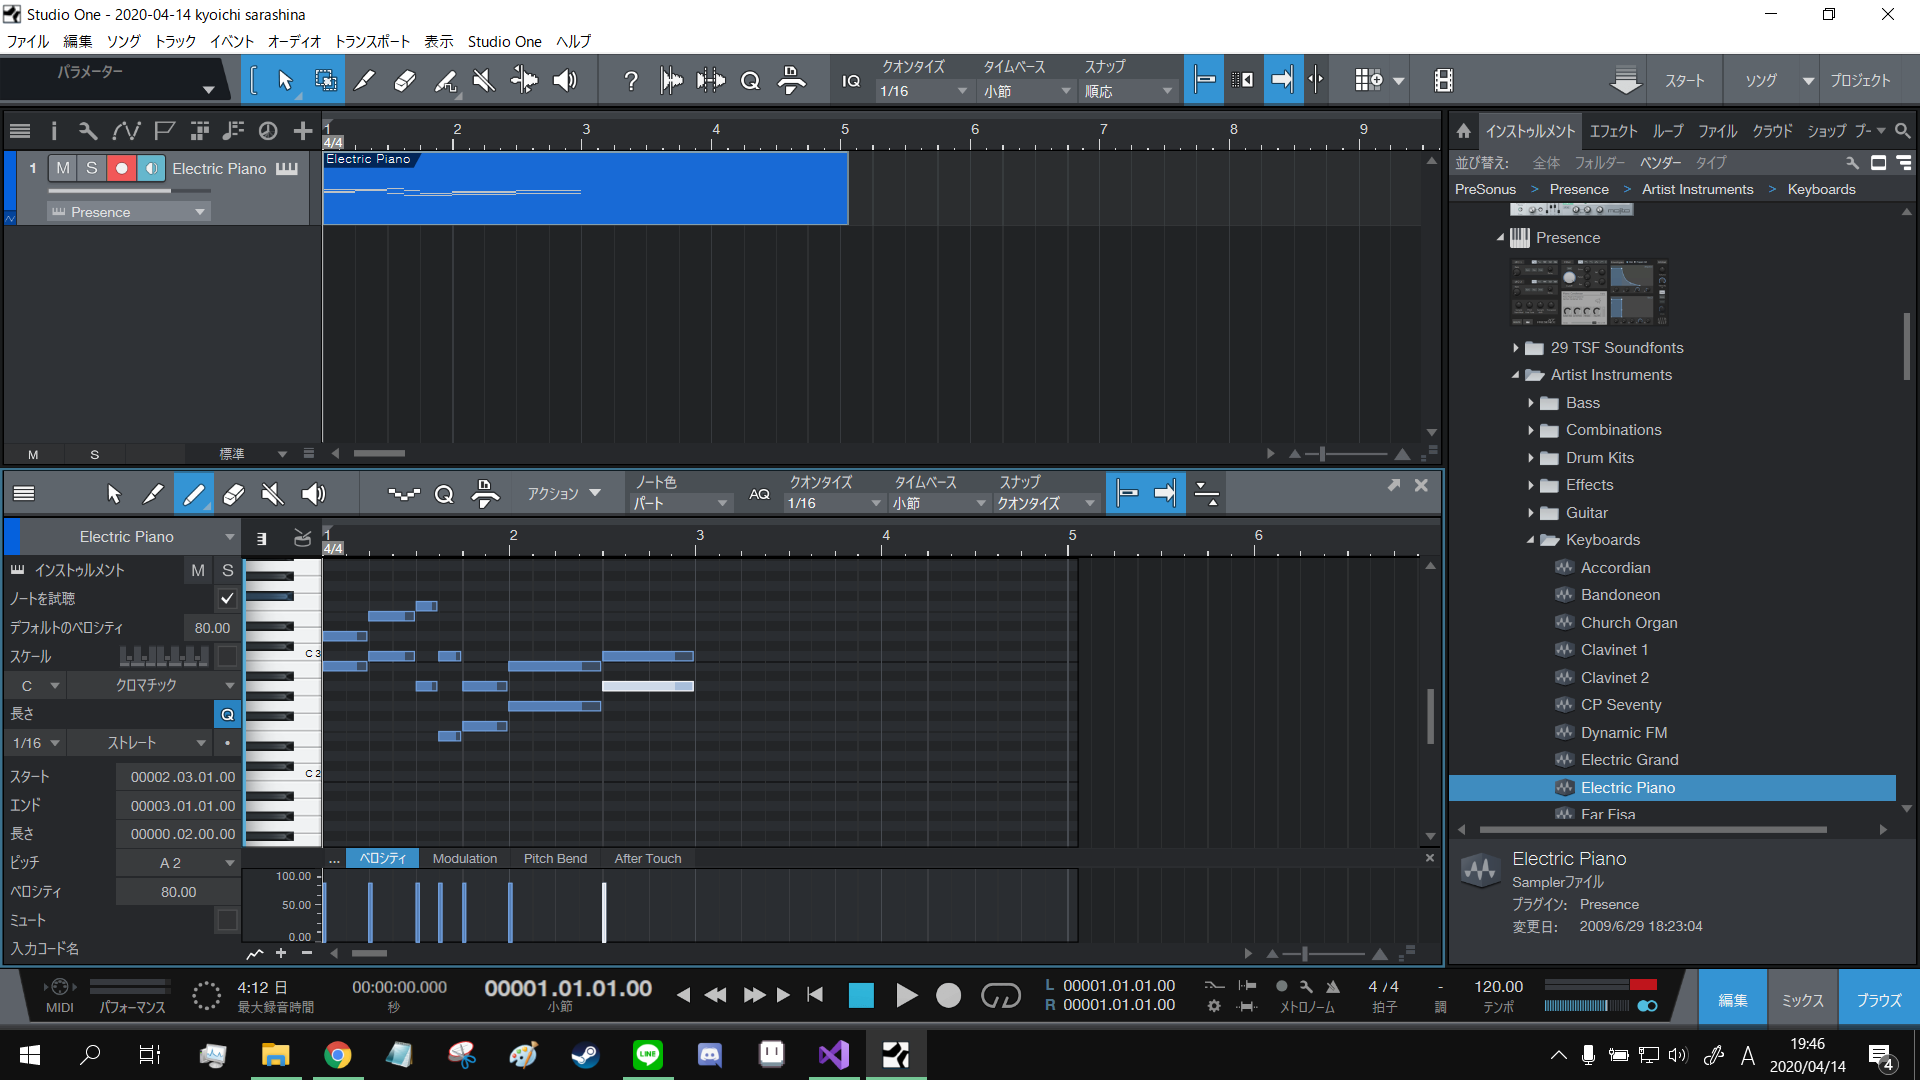 Studio One - 2020-04-14 kyoichi sarashina
ファイル 編集 ソング トラック イベント オーディオ トランスポート 表示 Studio One ヘルプ
パラメーター
IQ
クオンタイズ タイムベース スナップ
1/16 小節 順応
スタート ソング プロジェクト
1 2 3 4 5 6 7 8 9
4/4
1 M S Electric Piano
Presence
Electric Piano
M S 標準
アクション
ノート色
パート
AQ
クオンタイズ タイムベース スナップ
1/16 小節 クオンタイズ
Electric Piano
1 2 3 4 5 6
4/4
インストゥルメント M S
ノートを試聴
デフォルトのベロシティ 80.00
スケール
C クロマチック
長さ Q
1/16 ストレート
スタート 00002.03.01.00
エンド 00003.01.01.00
長さ 00000.02.00.00
ピッチ A 2
ベロシティ 80.00
ミュート
入力コード名
C 3
C 2
... ベロシティ Modulation Pitch Bend After Touch
100.00
50.00
0.00
インストゥルメント エフェクト ループ ファイル クラウド ショップ プー
並び替え: 全体 フォルダー ベンダー タイプ
PreSonus > Presence > Artist Instruments > Keyboards
Presence
29 TSF Soundfonts
Artist Instruments
Bass
Combinations
Drum Kits
Effects
Guitar
Keyboards
Accordian
Bandoneon
Church Organ
Clavinet 1
Clavinet 2
CP Seventy
Dynamic FM
Electric Grand
Electric Piano
Far Fisa
Electric Piano
Samplerファイル
プラグイン: Presence
変更日: 2009/6/29 18:23:04
MIDI
パフォーマンス
4:12 日
最大録音時間
00:00:00.000
秒
00001.01.01.00
小節
L 00001.01.01.00
R 00001.01.01.00
メトロノーム
4 / 4
拍子
-
調
120.00
テンポ
編集 ミックス ブラウズ
LINE
A
19:46
2020/04/14
4